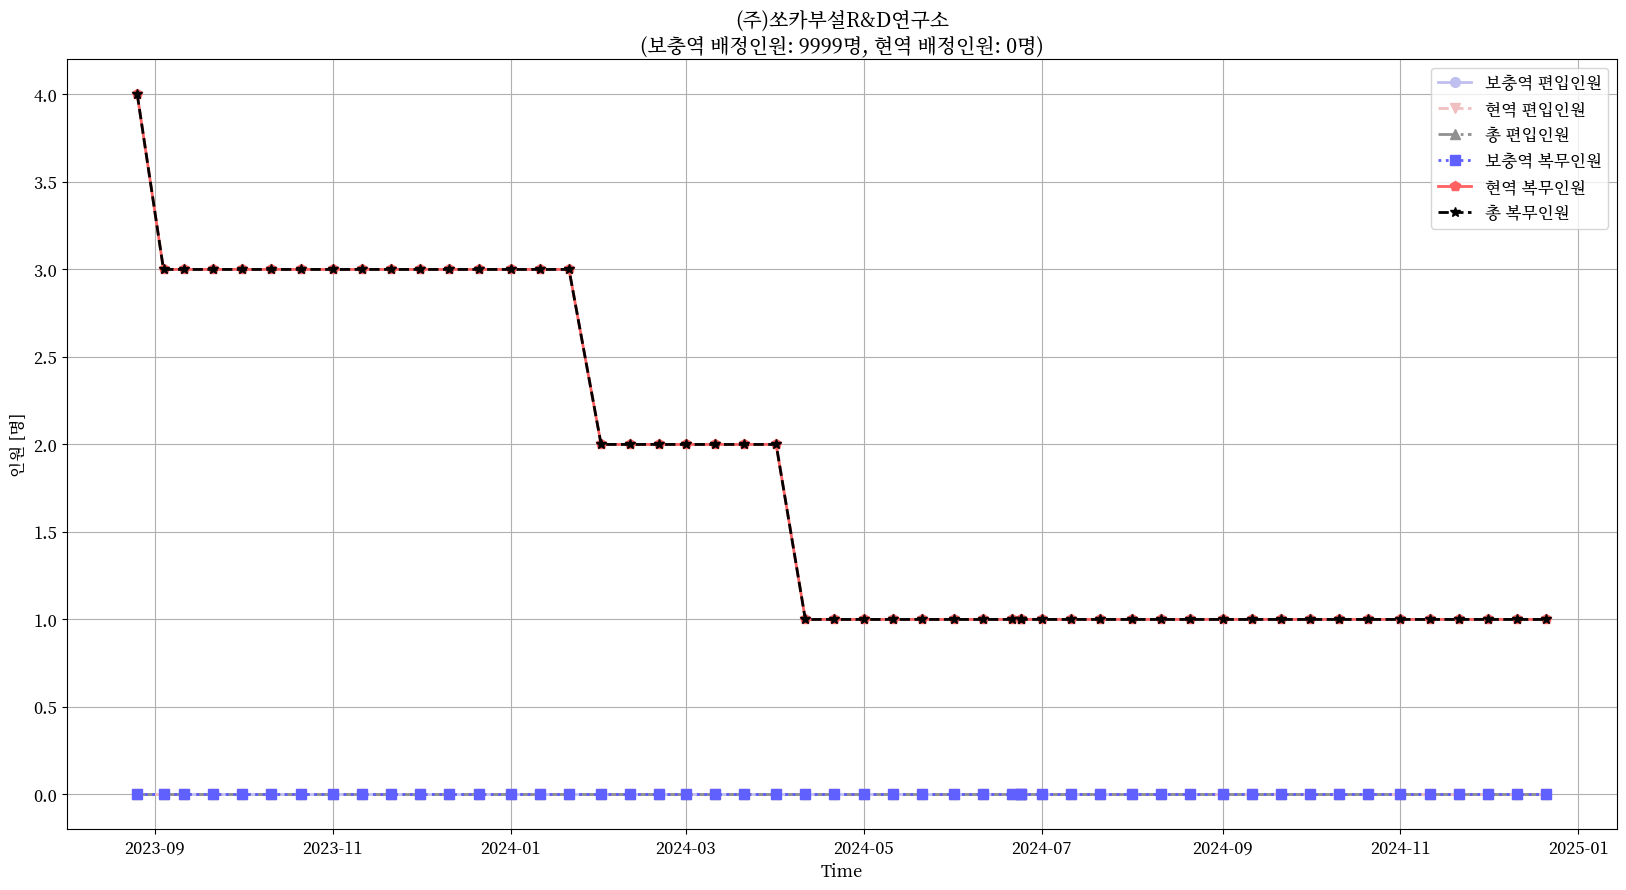 (주)쏘카부설R&D연구소
(보충역 배정인원: 9999명, 현역 배정인원: 0명)
보충역 편입인원
현역 편입인원
총 편입인원
보충역 복무인원
현역 복무인원
총 복무인원
인원 [명]
4.0
3.5
3.0
2.5
2.0
1.5
1.0
0.5
0.0
2023-09
2023-11
2024-01
2024-03
2024-05
2024-07
2024-09
2024-11
2025-01
Time